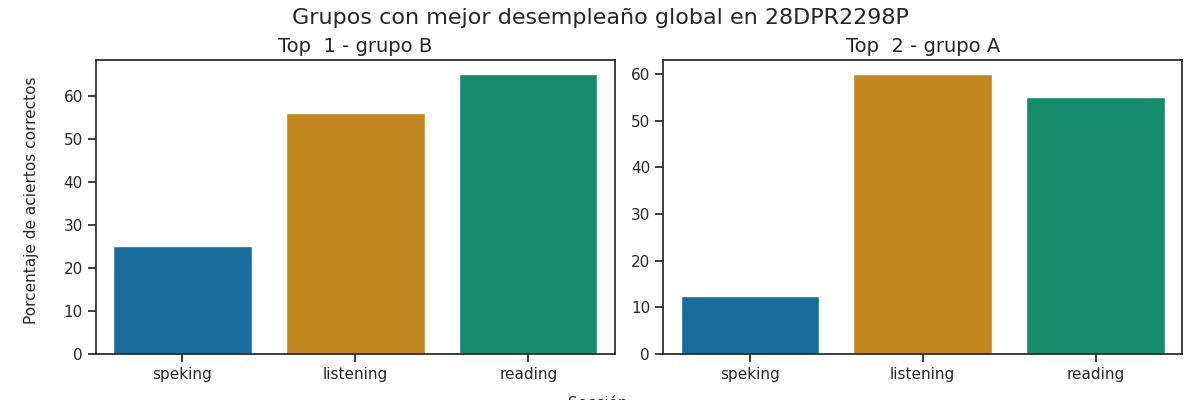 Grupos con mejor desempleaño global en 28DPR2298P
Top  1 - grupo B
Porcentaje de aciertos correctos
60
50
40
30
20
10
0
speking listening reading
Top  2 - grupo A
60
50
40
30
20
10
0
speking listening reading
Sección